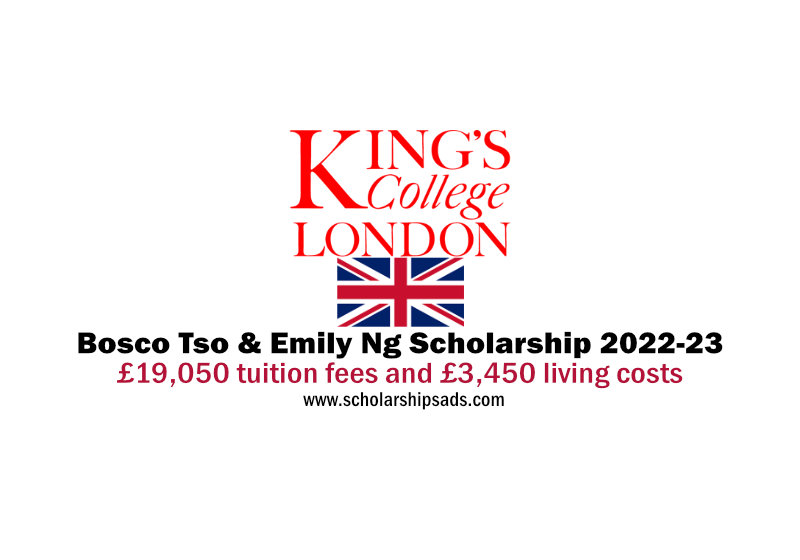 KING'S
College
LONDON
Bosco Tso & Emily Ng Scholarship 2022-23
£19,050 tuition fees and £3,450 living costs
www.scholarshipsads.com